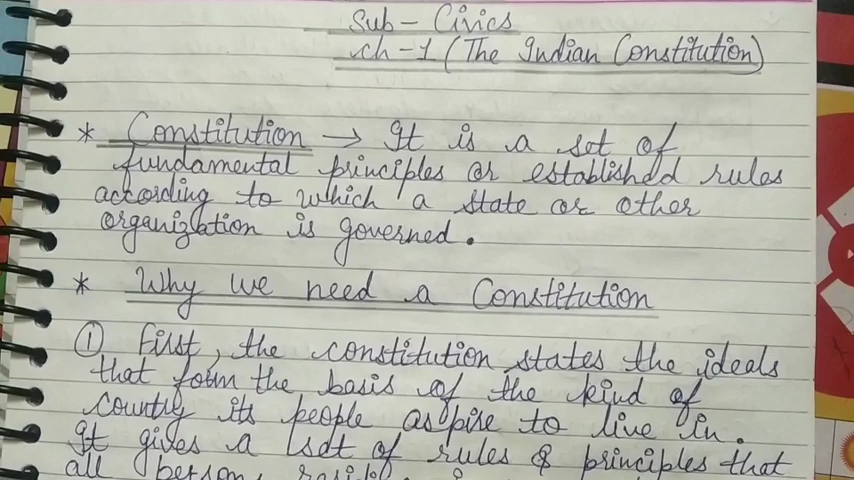 Sub - Civics
ch - 1 (The Indian Constitution)
* Constitution → It is a set of
fundamental principles or established rules
according to which a state or other
organization is governed.
* Why we need a Constitution
① First, the constitution states the ideals
that form the basis of the kind of
country its people aspire to live in.
It gives a set of rules & principles that
all